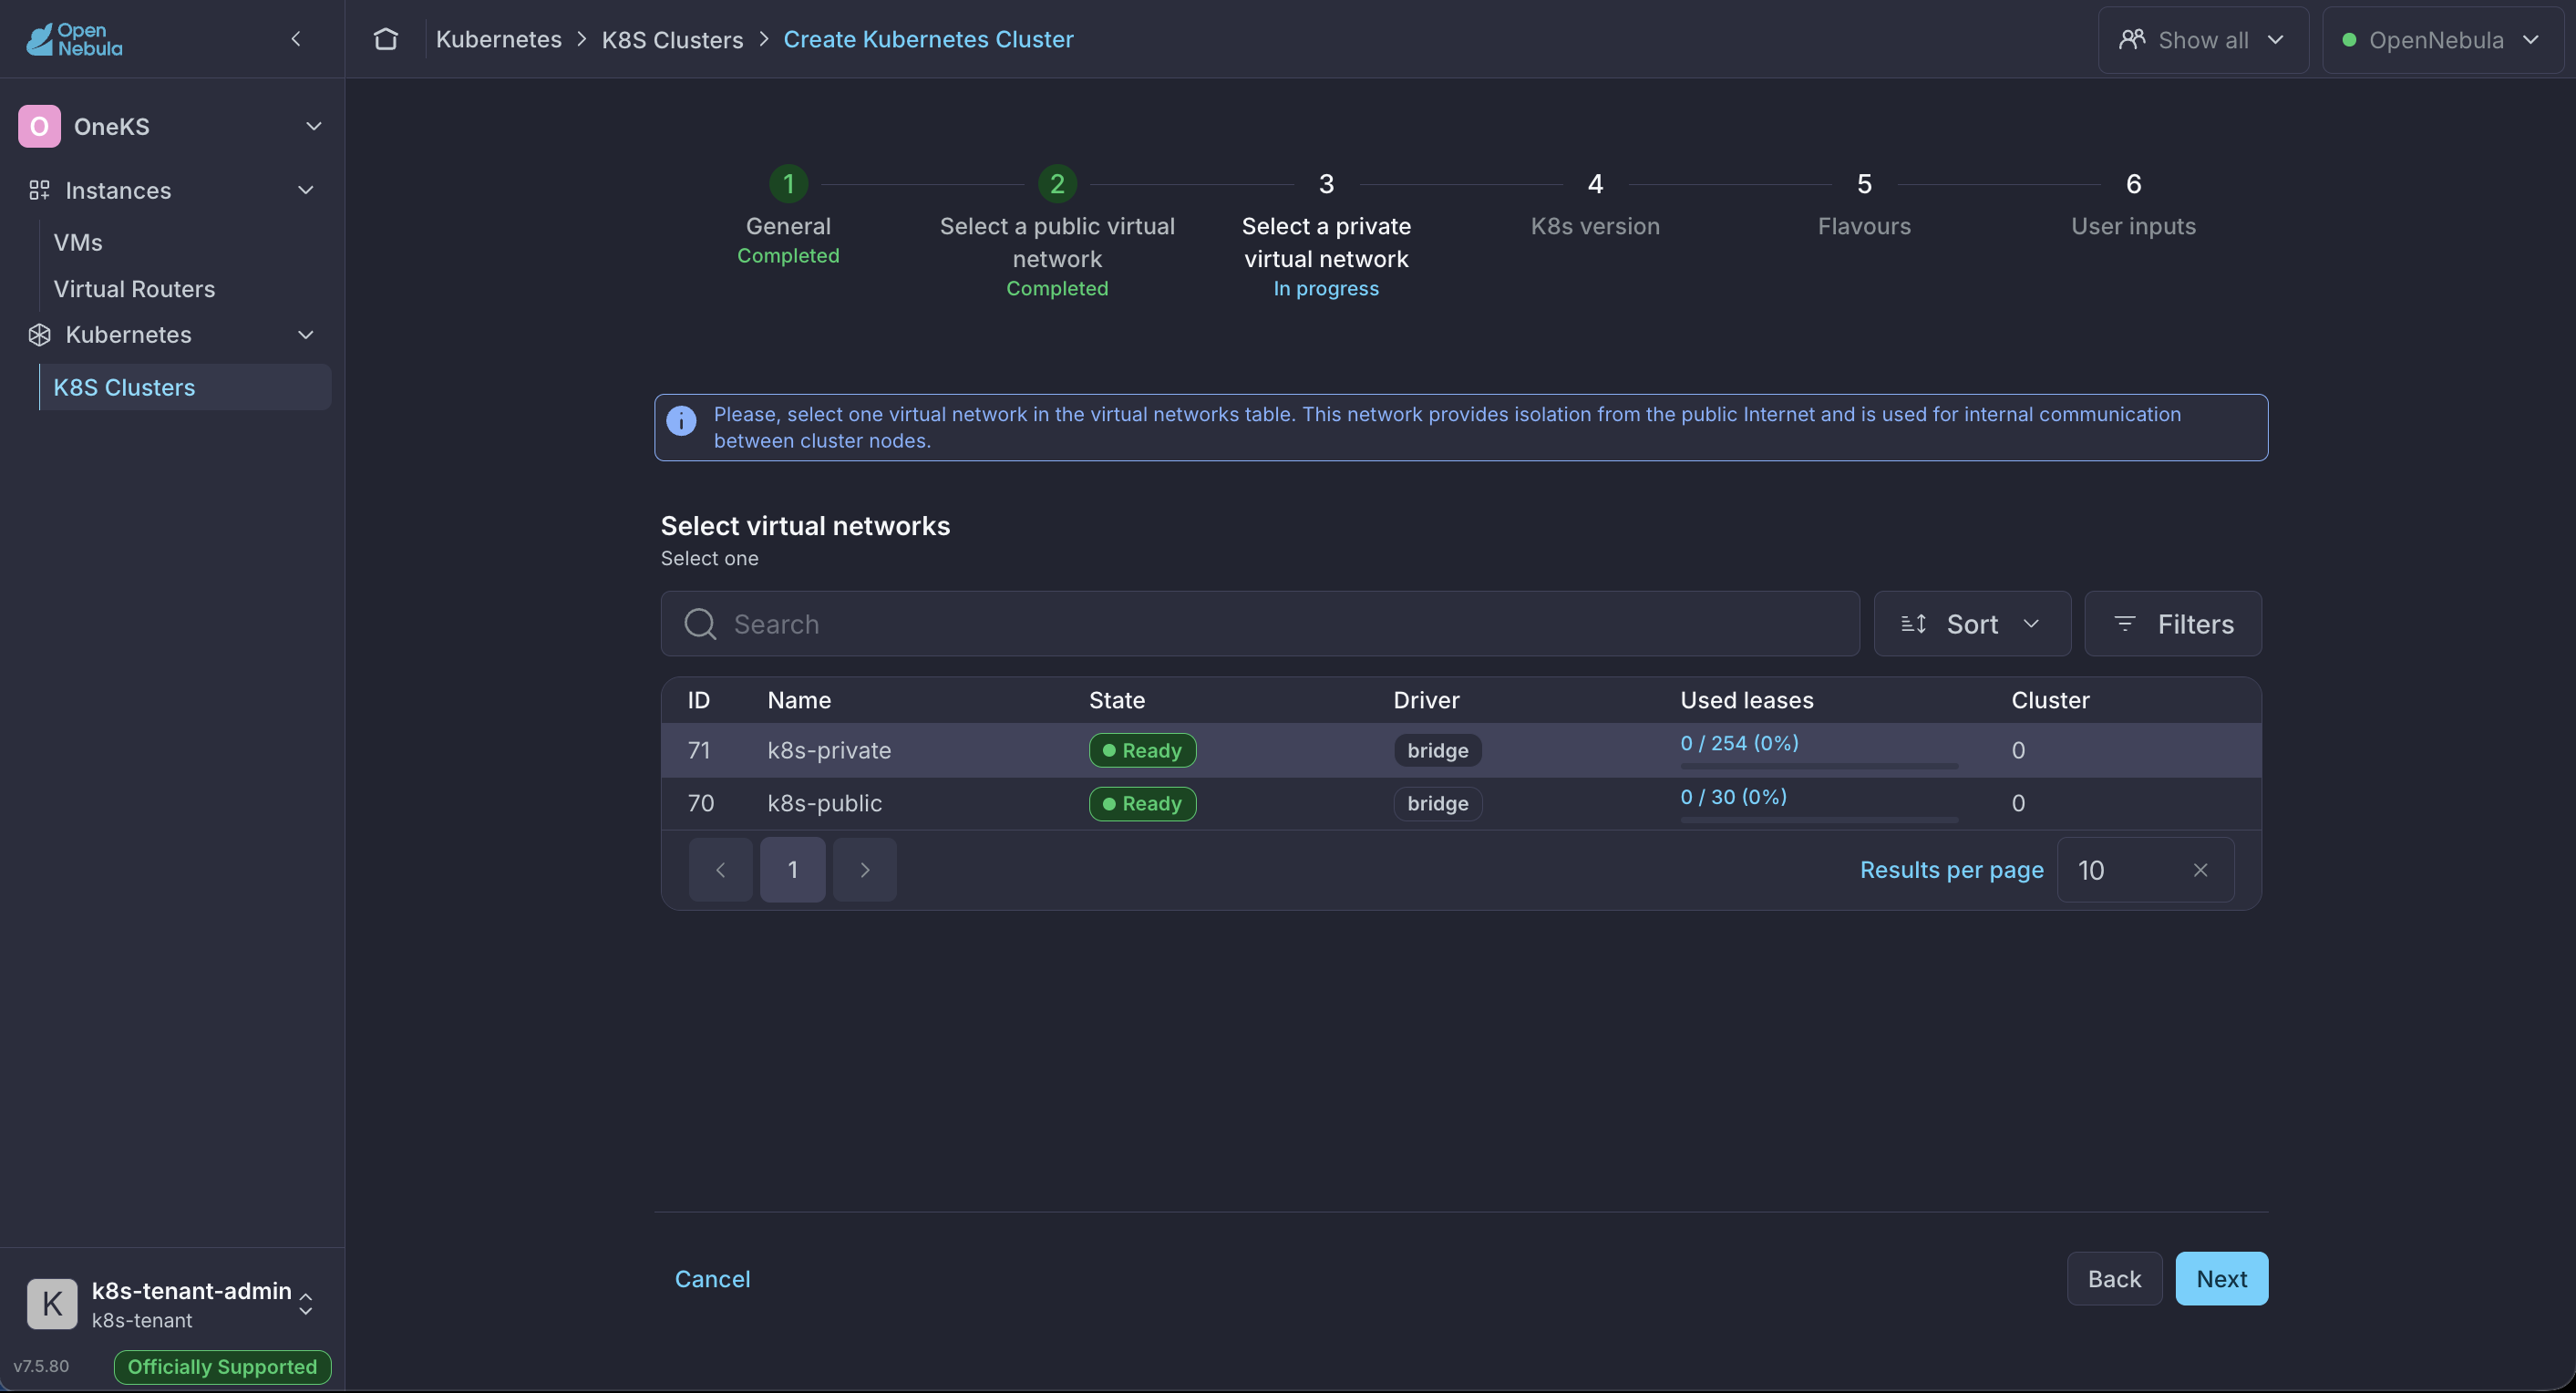 Open
Nebula
Kubernetes > K8S Clusters > Create Kubernetes Cluster
Show all
OpenNebula
O OneKS
Instances
VMs
Virtual Routers
Kubernetes
K8S Clusters
1
General
Completed
2
Select a public virtual
network
Completed
3
Select a private
virtual network
In progress
4
K8s version
5
Flavours
6
User inputs
Please, select one virtual network in the virtual networks table. This network provides isolation from the public Internet and is used for internal communication
between cluster nodes.
Select virtual networks
Select one
Search
Sort
Filters
ID Name State Driver Used leases Cluster
71 k8s-private Ready bridge 0 / 254 (0%) 0
70 k8s-public Ready bridge 0 / 30 (0%) 0
1
Results per page 10
Cancel
Back
Next
K
k8s-tenant-admin
k8s-tenant
v7.5.80
Officially Supported